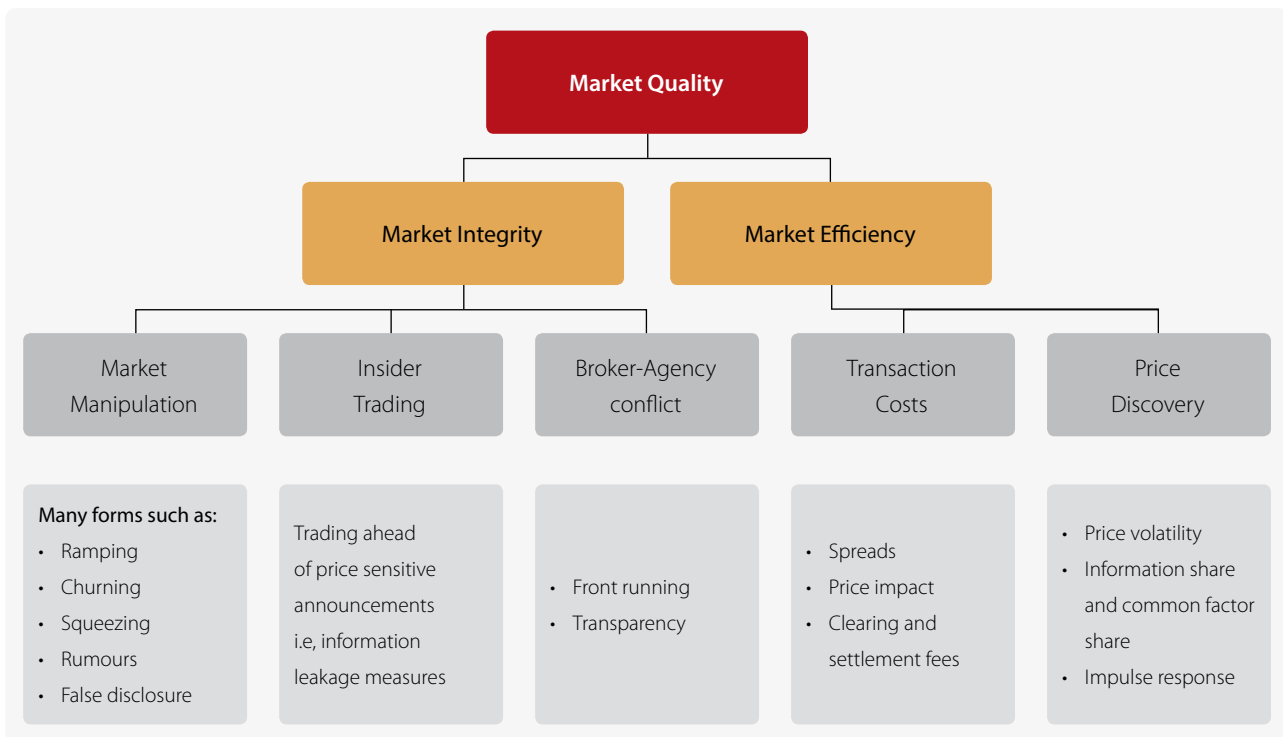 Market Quality
Market Integrity
Market Efficiency
Market
Manipulation
Insider
Trading
Broker-Agency
conflict
Transaction
Costs
Price
Discovery
Many forms such as:
• Ramping
• Churning
• Squeezing
• Rumours
• False disclosure
Trading ahead
of price sensitive
announcements
i.e, information
leakage measures
• Front running
• Transparency
• Spreads
• Price impact
• Clearing and
settlement fees
• Price volatility
• Information share
and common factor
share
• Impulse response